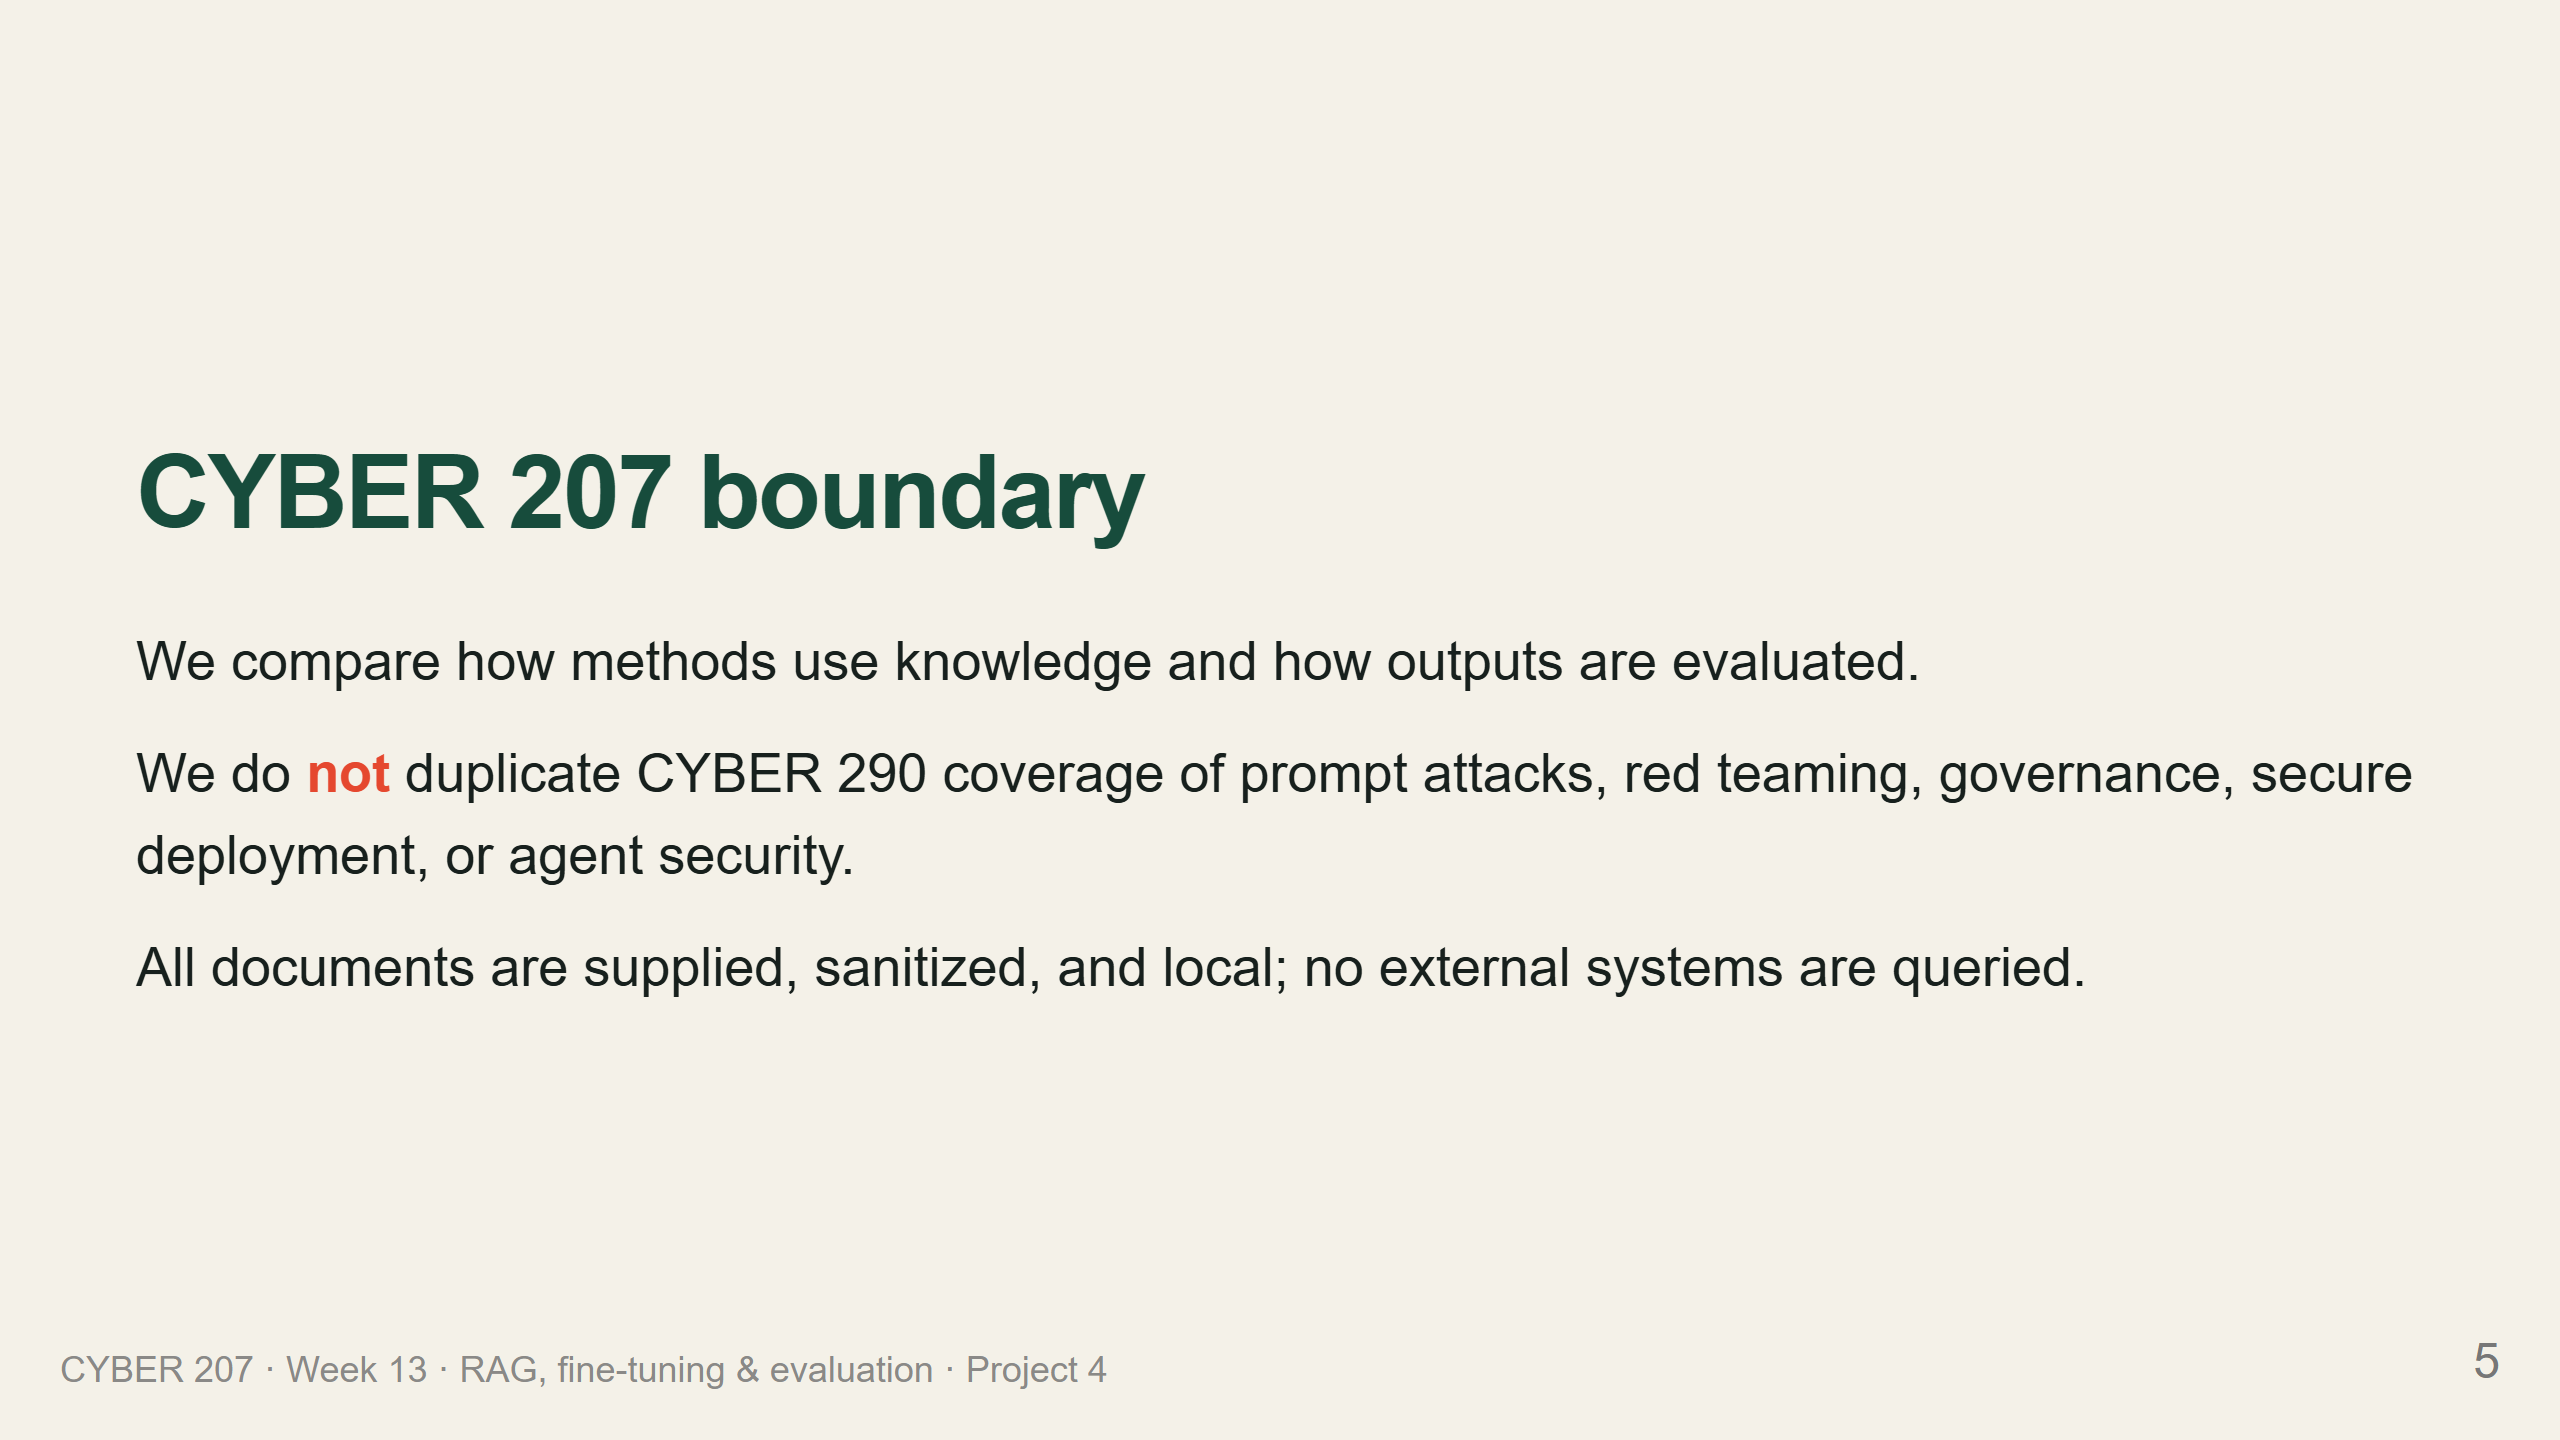 CYBER 207 boundary
We compare how methods use knowledge and how outputs are evaluated.
We do not duplicate CYBER 290 coverage of prompt attacks, red teaming, governance, secure
deployment, or agent security.
All documents are supplied, sanitized, and local; no external systems are queried.
CYBER 207 · Week 13 · RAG, fine-tuning & evaluation · Project 4
5